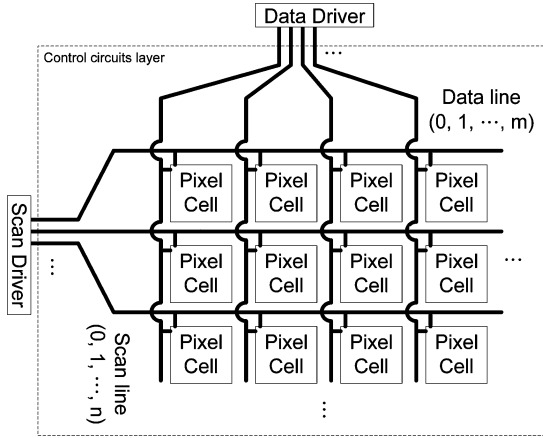 Data Driver
...
Control circuits layer
Data line
(0, 1, ..., m)
Pixel Pixel Pixel Pixel
Cell Cell Cell Cell
Scan Driver
...
Pixel Pixel Pixel Pixel
Cell Cell Cell Cell
...
Scan line
(0, 1, ..., n)
Pixel Pixel Pixel Pixel
Cell Cell Cell Cell
...